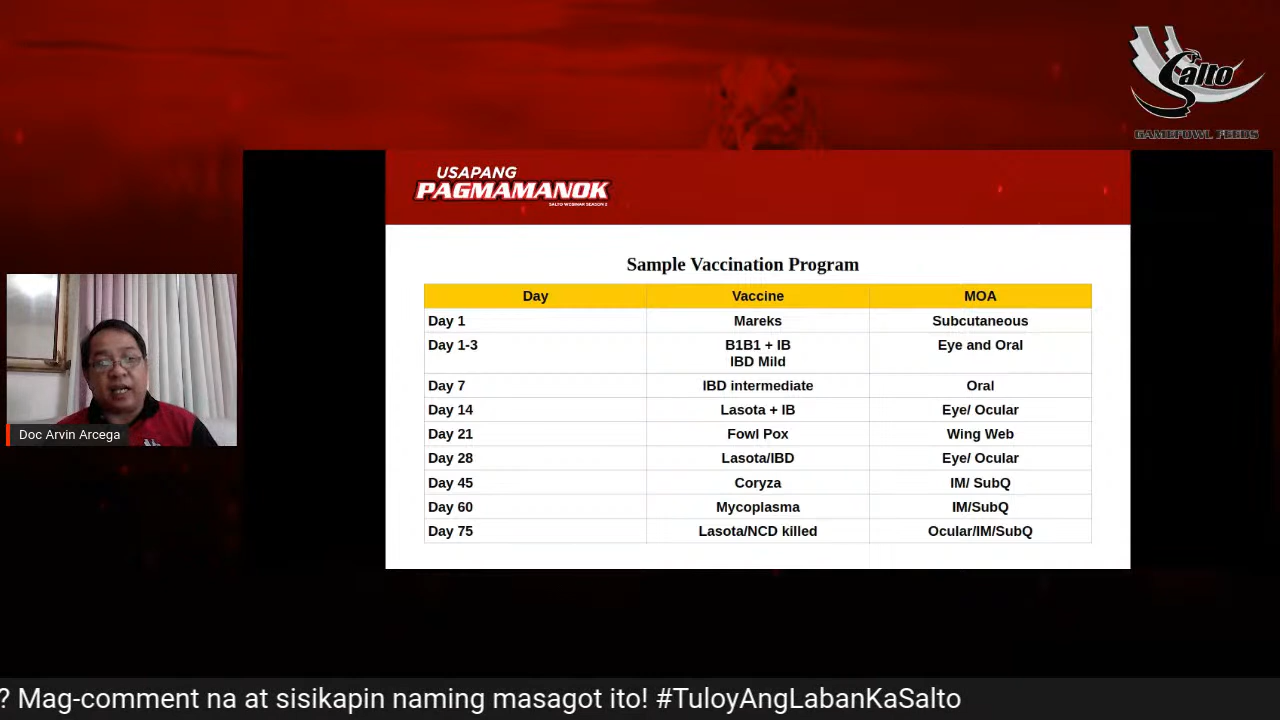 Salto
GAMEFOWL FEEDS
USAPANG
PAGMAMANOK
SALTO WEBINAR SEASON 2
Sample Vaccination Program
Day Vaccine MOA
Day 1 Mareks Subcutaneous
Day 1-3 B1B1 + IB Eye and Oral
IBD Mild
Day 7 IBD intermediate Oral
Day 14 Lasota + IB Eye/ Ocular
Day 21 Fowl Pox Wing Web
Day 28 Lasota/IBD Eye/ Ocular
Day 45 Coryza IM/ SubQ
Day 60 Mycoplasma IM/SubQ
Day 75 Lasota/NCD killed Ocular/IM/SubQ
Doc Arvin Arcega
? Mag-comment na at sisikapin naming masagot ito! #TuloyAngLabanKaSalto